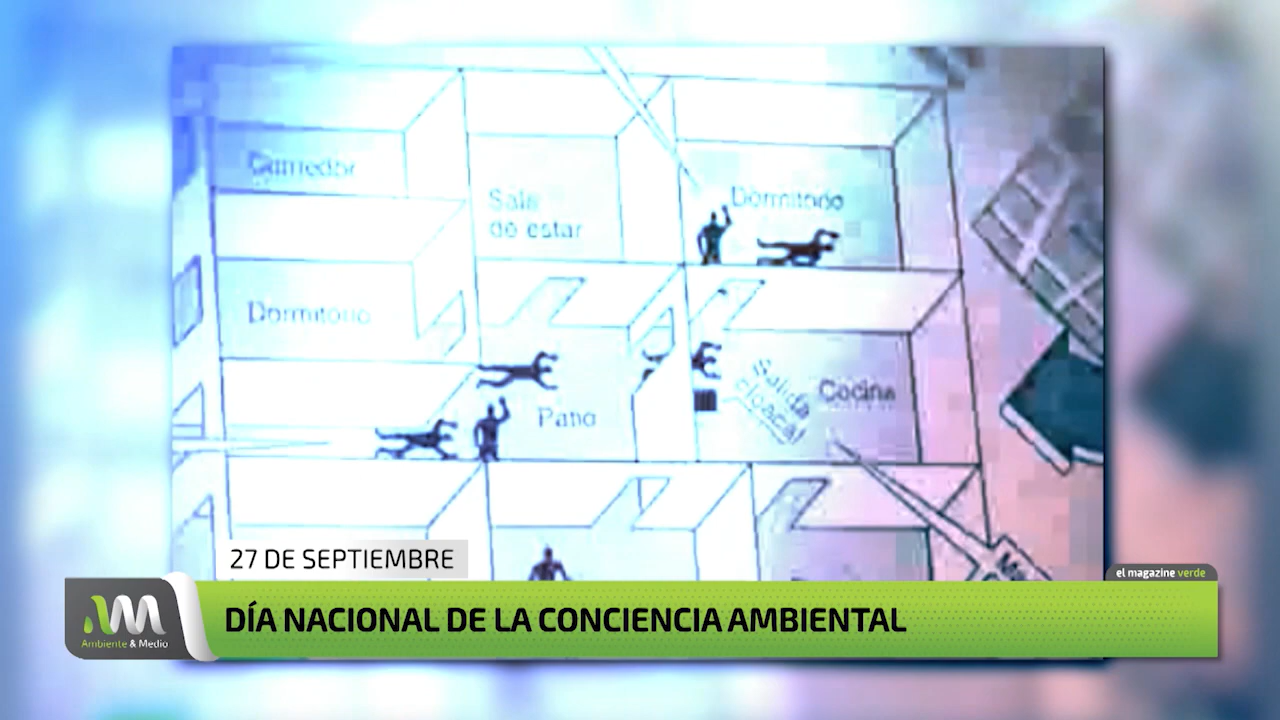 Comedor
Sala
de estar
Dormitorio
Dormitorio
Salida
cloacal
Cocina
Patio
27 DE SEPTIEMBRE
el magazine verde
DÍA NACIONAL DE LA CONCIENCIA AMBIENTAL
AM
Ambiente & Medio